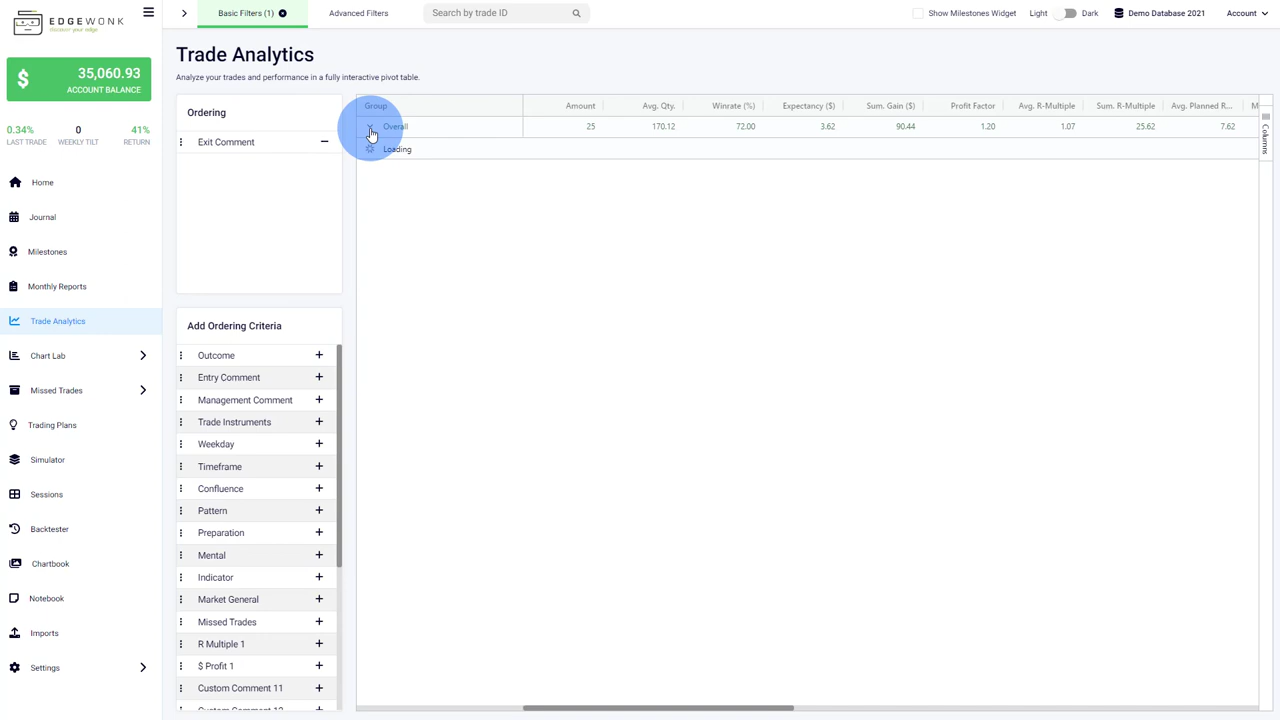 EDGEWONK
discover your edge
$ 35,060.93
ACCOUNT BALANCE
0.34% 0 41%
LAST TRADE WEEKLY TILT RETURN
Home
Journal
Milestones
Monthly Reports
Trade Analytics
Chart Lab
Missed Trades
Trading Plans
Simulator
Sessions
Backtester
Chartbook
Notebook
Imports
Settings
Basic Filters (1) Advanced Filters Search by trade ID Show Milestones Widget Light Dark Demo Database 2021 Account
Trade Analytics
Analyze your trades and performance in a fully interactive pivot table.
Ordering
Exit Comment
Add Ordering Criteria
Outcome
Entry Comment
Management Comment
Trade Instruments
Weekday
Timeframe
Confluence
Pattern
Preparation
Mental
Indicator
Market General
Missed Trades
R Multiple 1
$ Profit 1
Custom Comment 11
Group Amount Avg. Qty. Winrate (%) Expectancy ($) Sum. Gain ($) Profit Factor Avg. R-Multiple Sum. R-Multiple Avg. Planned R... M
Overall 25 170.12 72.00 3.62 90.44 1.20 1.07 25.62 7.62
Loading
Columns